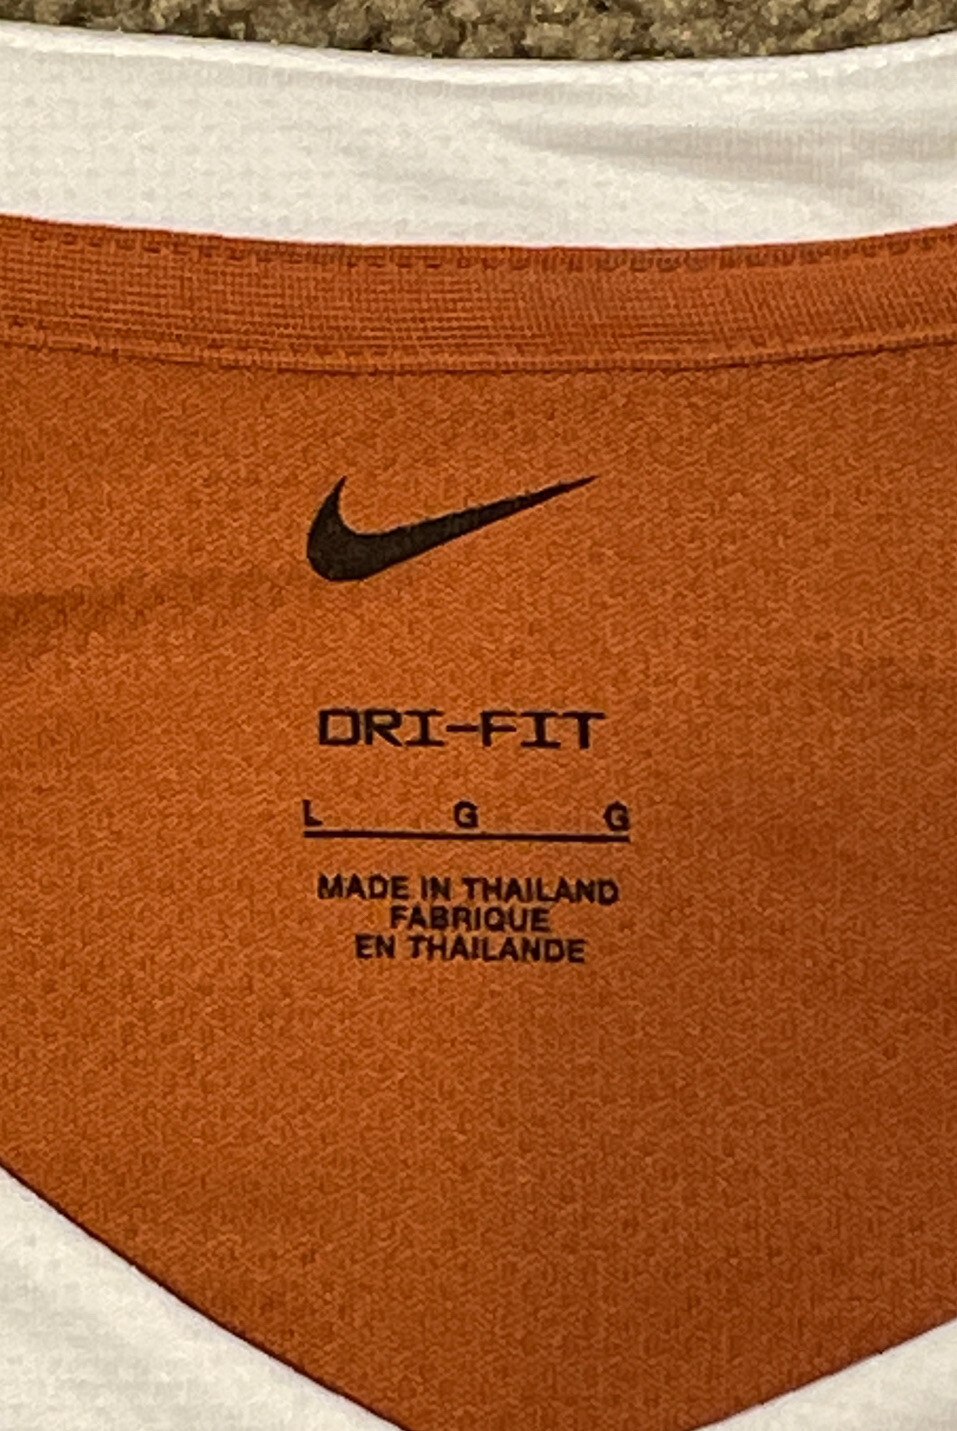 DRI-FIT
L G G
MADE IN THAILAND
FABRIQUE
EN THAILANDE